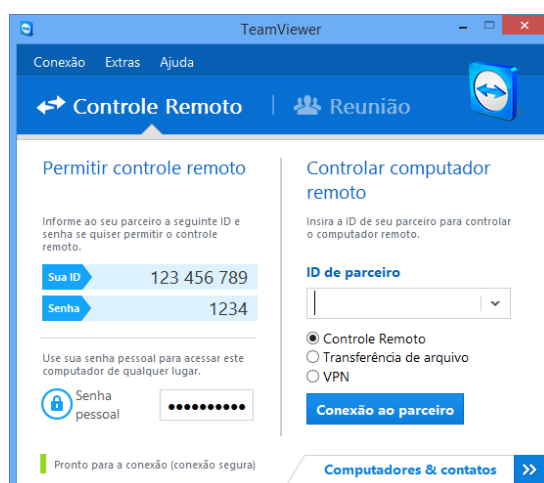 TeamViewer
Conexão Extras Ajuda
Controle Remoto Reunião
Permitir controle remoto
Informe ao seu parceiro a seguinte ID e
senha se quiser permitir o controle
remoto.
Sua ID 123 456 789
Senha 1234
Use sua senha pessoal para acessar este
computador de qualquer lugar.
Senha
pessoal
Pronto para a conexão (conexão segura)
Controlar computador
remoto
Insira a ID de seu parceiro para controlar
o computador remoto.
ID de parceiro
Controle Remoto
Transferência de arquivo
VPN
Conexão ao parceiro
Computadores & contatos